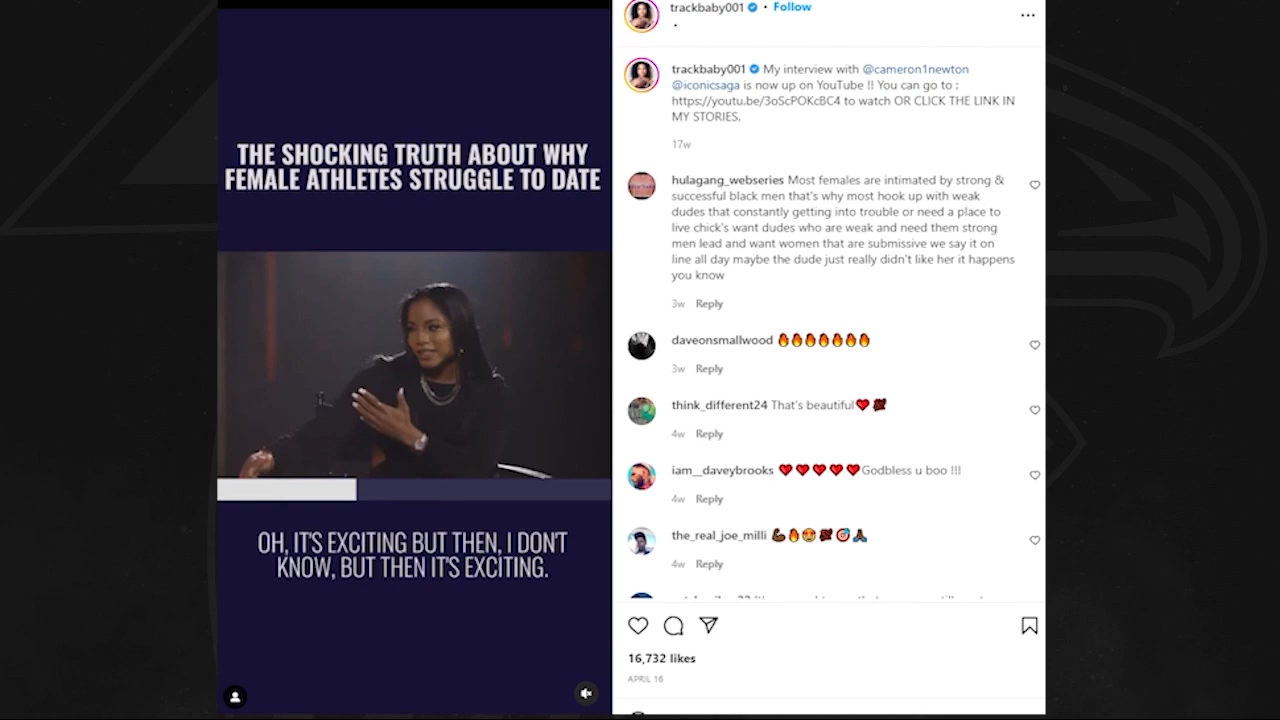 trackbaby001 • Follow
THE SHOCKING TRUTH ABOUT WHY
FEMALE ATHLETES STRUGGLE TO DATE
OH, IT'S EXCITING BUT THEN, I DON'T
KNOW, BUT THEN IT'S EXCITING.
trackbaby001 My interview with @cameron1newton
@iconicsaga is now up on YouTube !! You can go to :
https://youtu.be/3oScPOKcBC4 to watch OR CLICK THE LINK IN
MY STORIES.
17w
hulagang_webseries Most females are intimated by strong &
successful black men that's why most hook up with weak
dudes that constantly getting into trouble or need a place to
live chick's want dudes who are weak and need them strong
men lead and want women that are submissive we say it on
line all day maybe the dude just really didn't like her it happens
you know
3w Reply
daveonsmallwood 🔥🔥🔥🔥🔥🔥🔥
3w Reply
think_different24 That's beautiful❤️💯
4w Reply
iam__daveybrooks ❤️❤️❤️❤️❤️Godbless u boo !!!
4w Reply
the_real_joe_milli 💪🏿🔥😍💯🎯🙏🏿
4w Reply
16,732 likes
APRIL 16